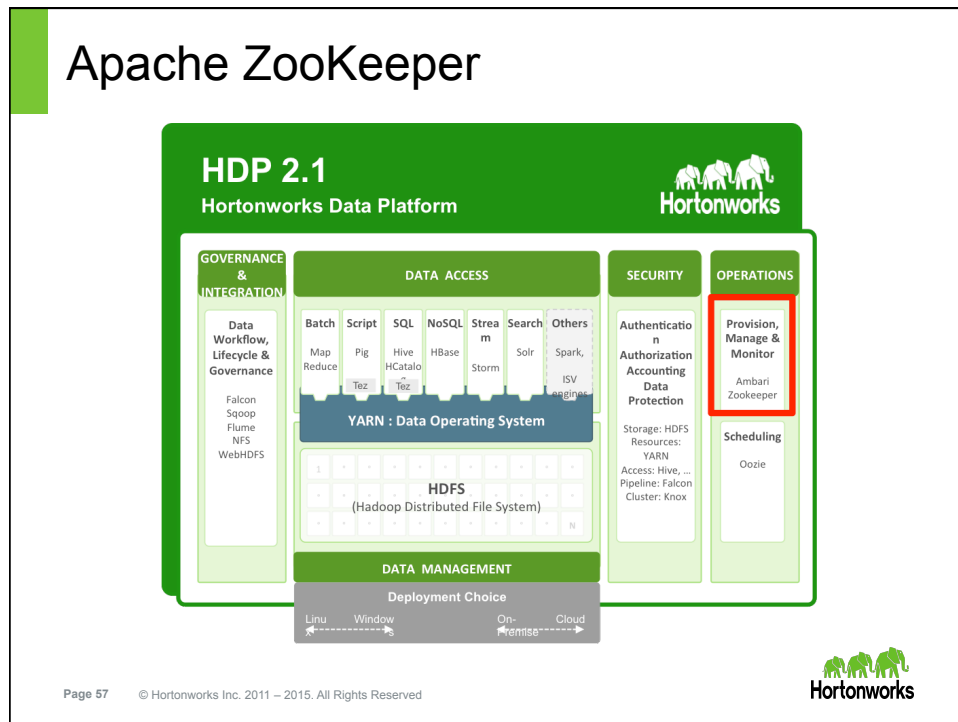 Apache ZooKeeper
HDP 2.1
Hortonworks Data Platform
Hortonworks
GOVERNANCE
&
INTEGRATION
Data
Workflow,
Lifecycle &
Governance
Falcon
Sqoop
Flume
NFS
WebHDFS
DATA ACCESS
Batch
Map
Reduce
Script
Pig
Tez
SQL
Hive
HCatalo
Tez
NoSQL
HBase
Strea
m
Storm
Search
Solr
Others
Spark,
ISV
engines
YARN : Data Operating System
1
HDFS
(Hadoop Distributed File System)
N
DATA MANAGEMENT
Deployment Choice
Linu
x
Window
s
On-
Premise
Cloud
SECURITY
Authenticatio
n
Authorization
Accounting
Data
Protection
Storage: HDFS
Resources:
YARN
Access: Hive, ...
Pipeline: Falcon
Cluster: Knox
OPERATIONS
Provision,
Manage &
Monitor
Ambari
Zookeeper
Scheduling
Oozie
Page 57 © Hortonworks Inc. 2011 – 2015. All Rights Reserved
Hortonworks